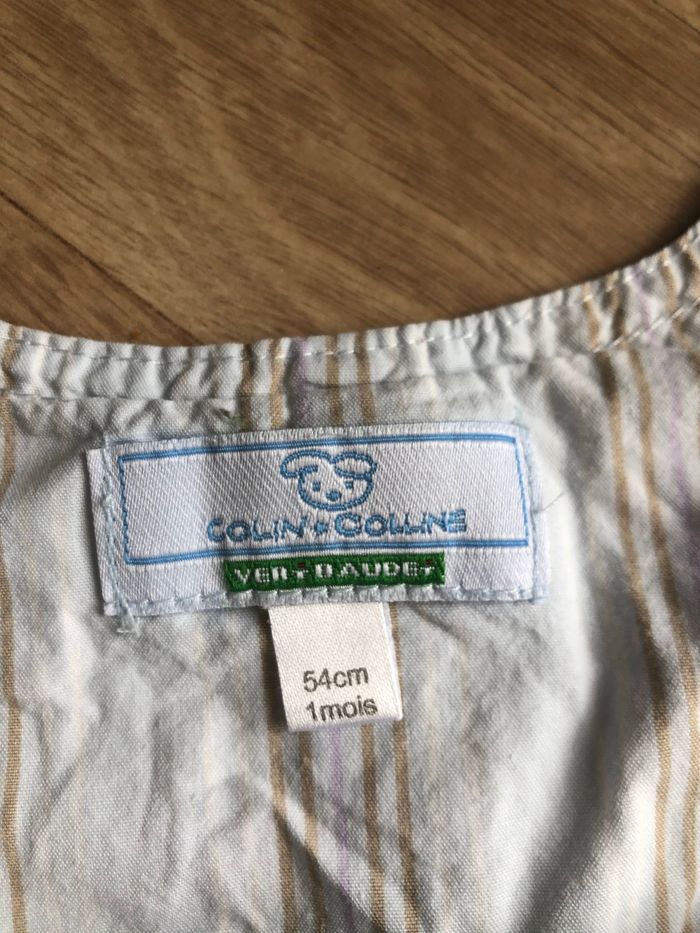 COLIN + COLLINE
VERTBAUDET
54cm
1mois